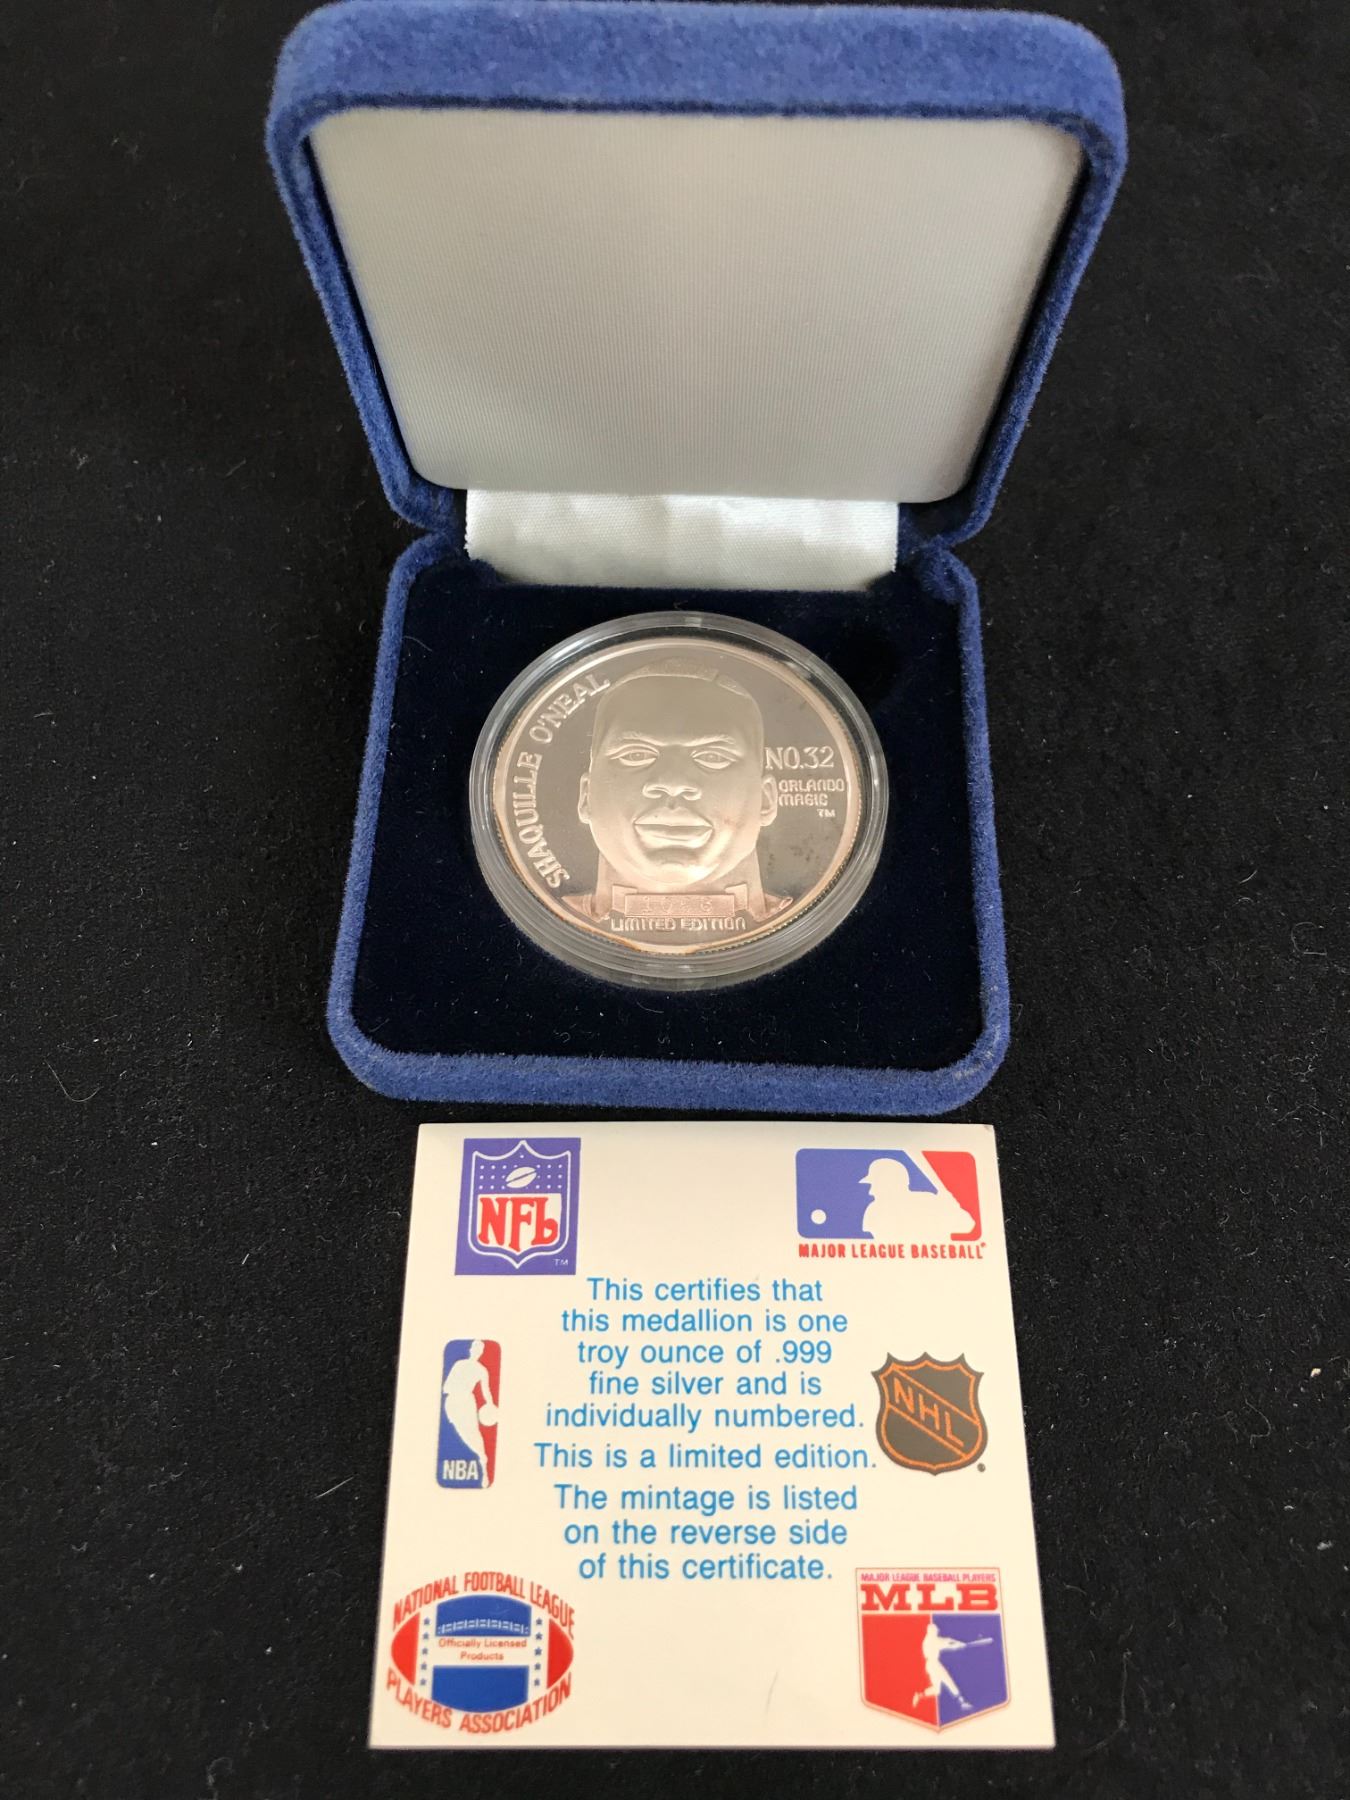 SHAQUILLE O'NEAL
NO.32
ORLANDO
MAGIC
TM
LIMITED EDITION
NFL
TM
MAJOR LEAGUE BASEBALL
This certifies that
this medallion is one
troy ounce of .999
fine silver and is
individually numbered.
This is a limited edition.
The mintage is listed
on the reverse side
of this certificate.
NBA
NHL
NATIONAL FOOTBALL LEAGUE
Officially Licensed
Products
PLAYERS ASSOCIATION
MAJOR LEAGUE BASEBALL PLAYERS
MLB